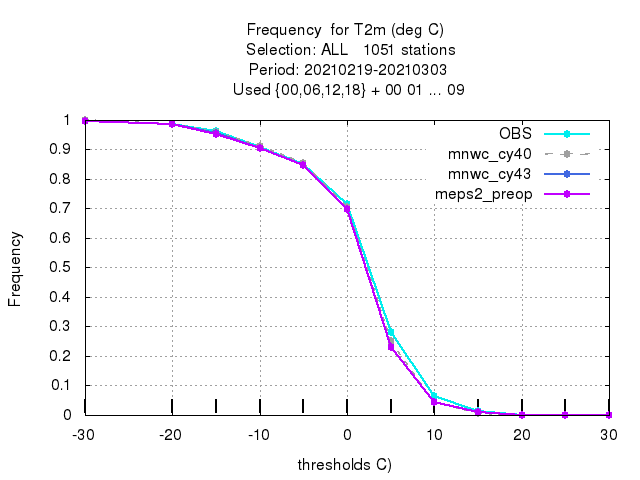 Frequency  for T2m (deg C)
Selection: ALL   1051 stations
Period: 20210219-20210303
Used {00,06,12,18} + 00 01 ... 09
OBS
mnwc_cy40
mnwc_cy43
meps2_preop
1
0.9
0.8
0.7
0.6
0.5
0.4
0.3
0.2
0.1
0
Frequency
-30 -20 -10 0 10 20 30
thresholds C)